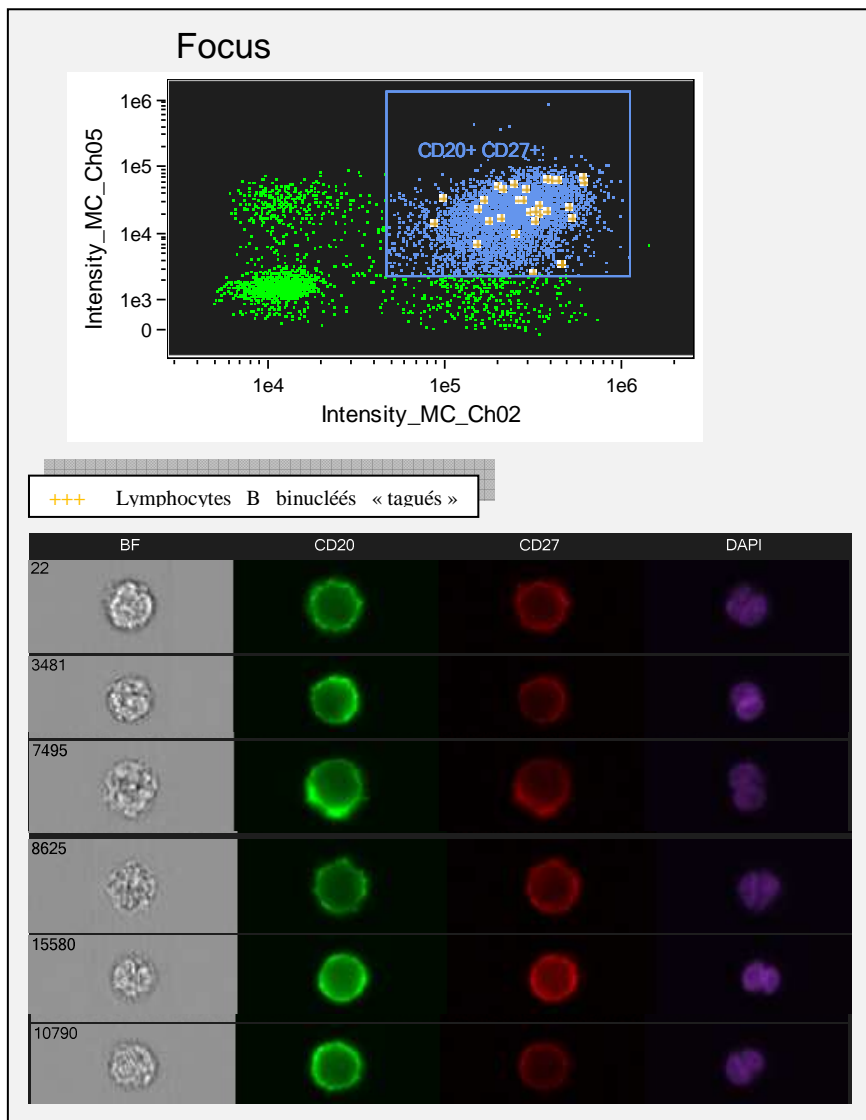 Focus
1e6
1e5
1e4
1e3
0
Intensity_MC_Ch05
CD20+ CD27+
1e4 1e5 1e6
Intensity_MC_Ch02
+++ Lymphocytes B binucléés « tagués »
BF CD20 CD27 DAPI
22
3481
7495
8625
15580
10790